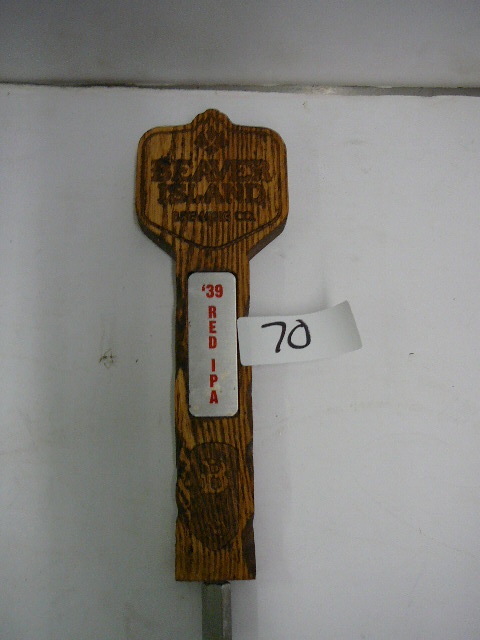 BEAVER
ISLAND
BREWING CO.
'39
RED IPA
70